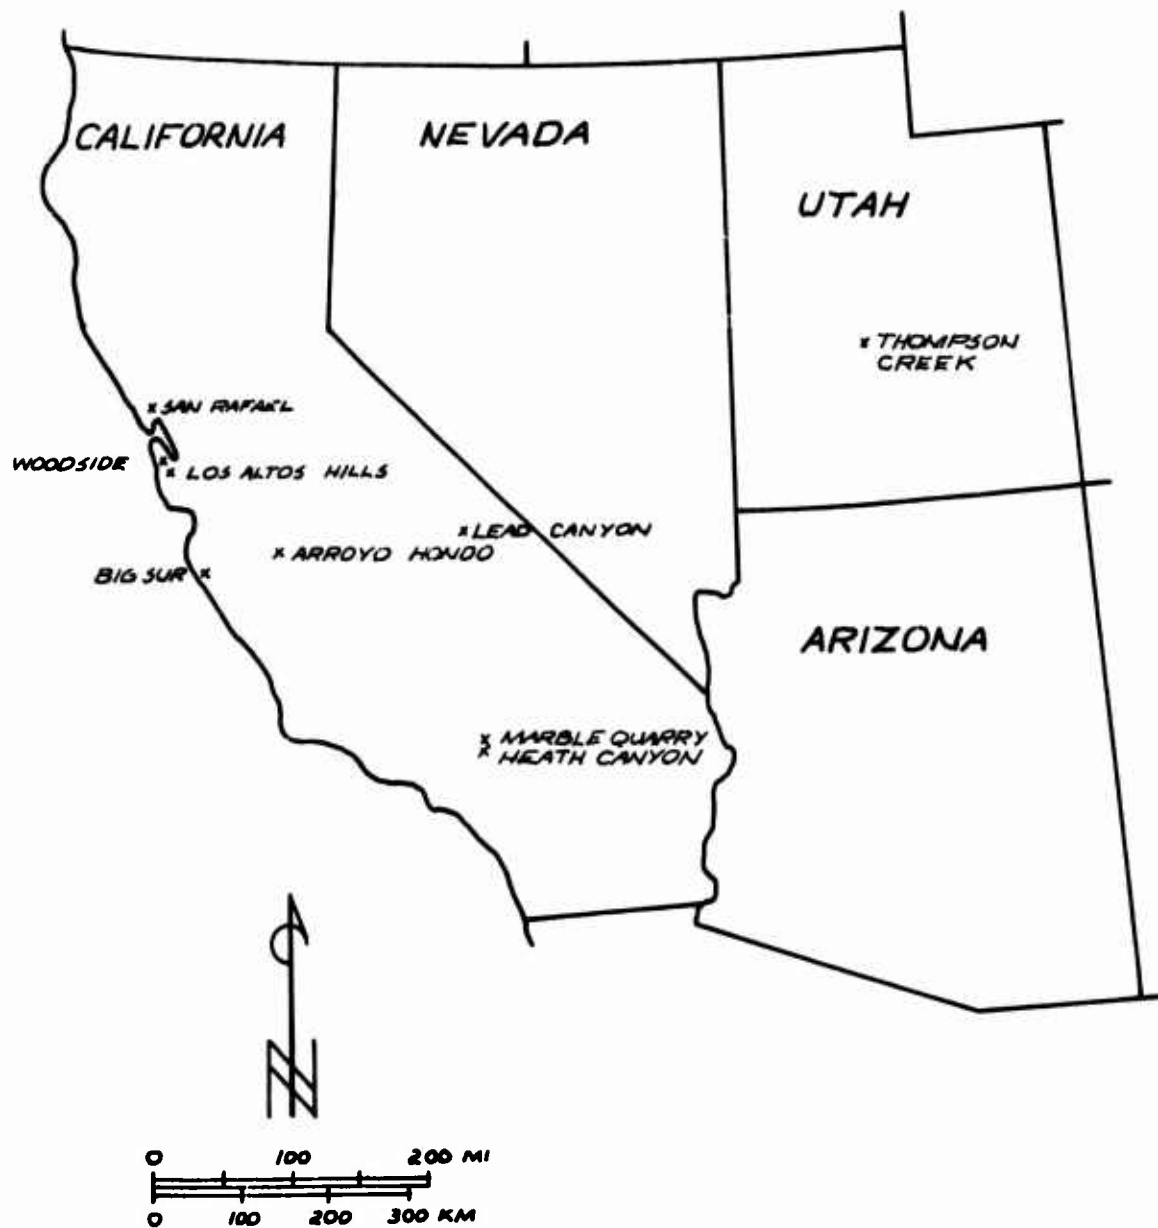 CALIFORNIA
NEVADA
UTAH
x THOMPSON
CREEK
x SAN RAFAEL
WOODSIDE x
x LOS ALTOS HILLS
x LEAD CANYON
x ARROYO HONDO
BIG SUR x
ARIZONA
x MARBLE QUARRY
x HEATH CANYON
N
0 100 200 MI
0 100 200 300 KM